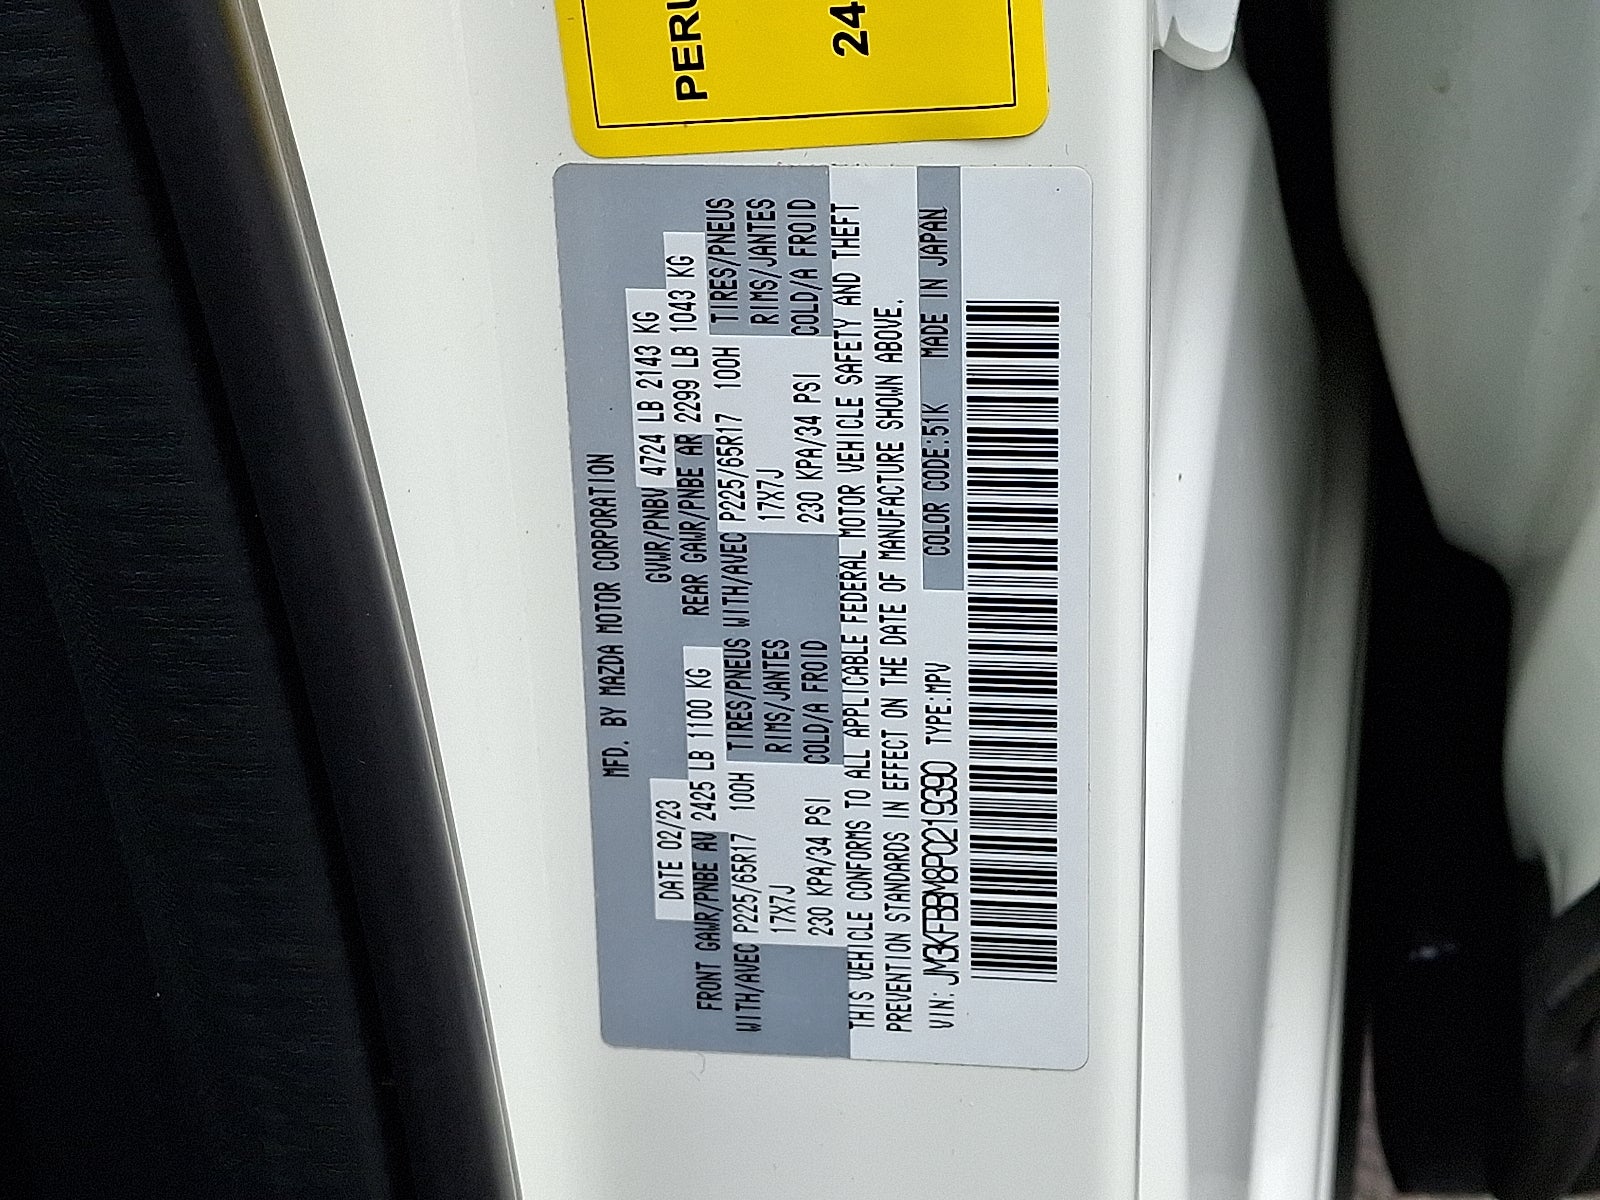 PERU
24
MFD. BY MAZDA MOTOR CORPORATION
DATE 02/23 GVWR/PNBV 4724 LB 2143 KG
FRONT GAWR/PNBE AV 2425 LB 1100 KG REAR GAWR/PNBE AR 2299 LB 1043 KG
WITH/AVEC P225/65R17 100H TIRES/PNEUS WITH/AVEC P225/65R17 100H TIRES/PNEUS
17X7J RIMS/JANTES 17X7J RIMS/JANTES
230 KPA/34 PSI COLD/A FROID 230 KPA/34 PSI COLD/A FROID
THIS VEHICLE CONFORMS TO ALL APPLICABLE FEDERAL MOTOR VEHICLE SAFETY AND THEFT
PREVENTION STANDARDS IN EFFECT ON THE DATE OF MANUFACTURE SHOWN ABOVE.
VIN: JM3KFBBM8P0219390 TYPE:MPV COLOR CODE:51K MADE IN JAPAN